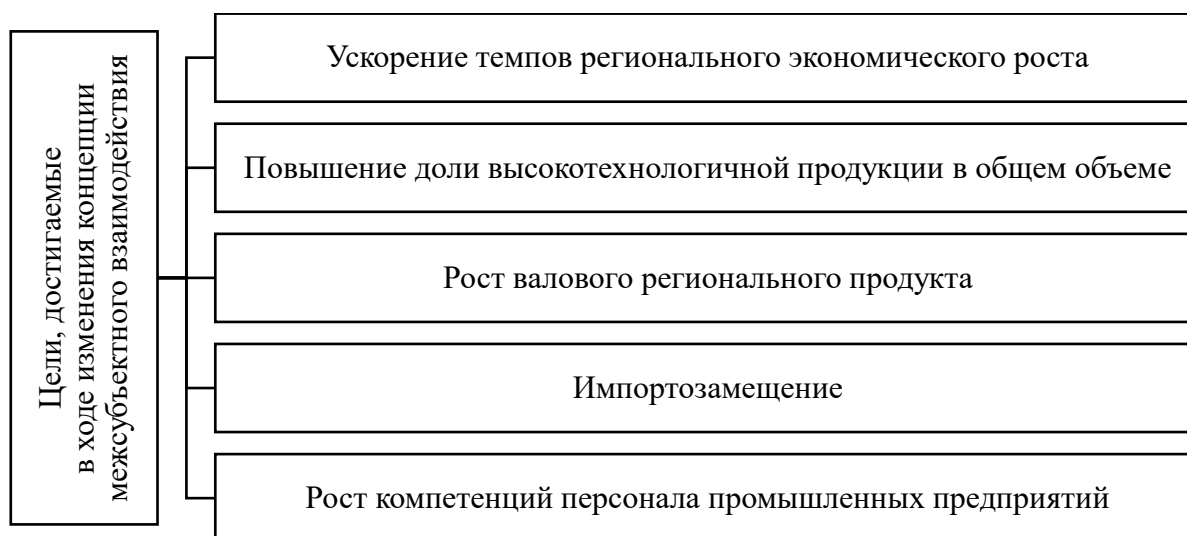 Цели, достигаемые
в ходе изменения концепции
межсубъектного взаимодействия
Ускорение темпов регионального экономического роста
Повышение доли высокотехнологичной продукции в общем объеме
Рост валового регионального продукта
Импортозамещение
Рост компетенций персонала промышленных предприятий